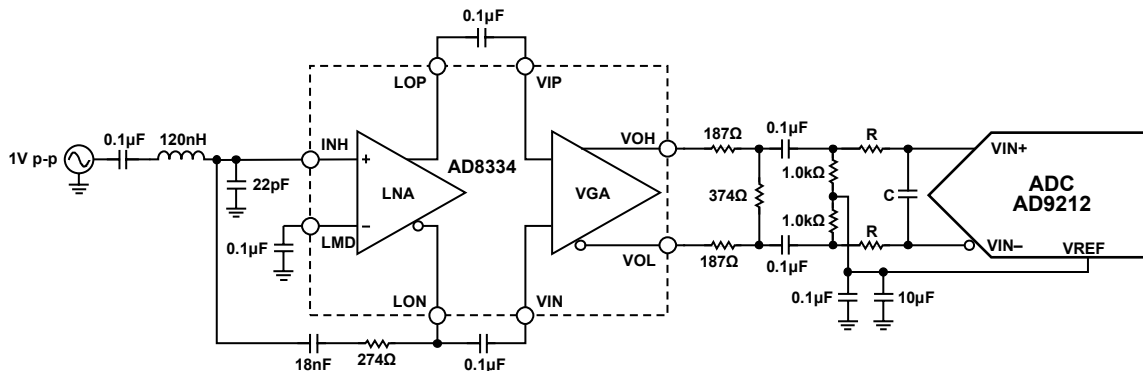 0.1μF
LOP
VIP
0.1μF
120nH
1V p-p
INH
+
AD8334
VOH
187Ω
0.1μF
R
VIN+
22pF
LNA
VGA
374Ω
1.0kΩ
C
ADC
AD9212
1.0kΩ
0.1μF
LMD
−
VOL
187Ω
0.1μF
R
VIN−
VREF
LON
VIN
0.1μF
10μF
18nF
274Ω
0.1μF